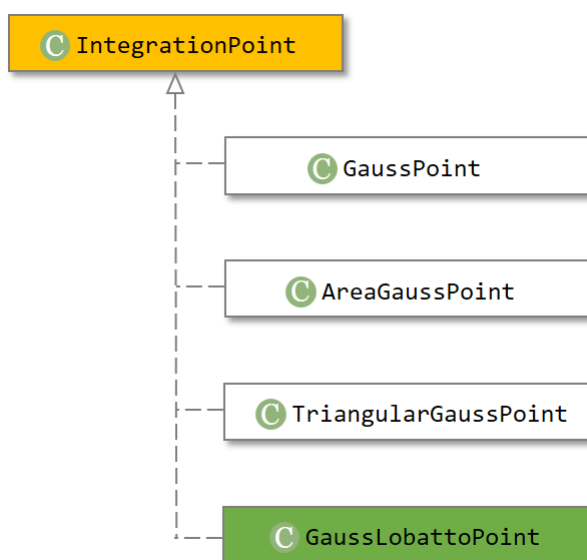 C IntegrationPoint
C GaussPoint
C AreaGaussPoint
C TriangularGaussPoint
C GaussLobattoPoint